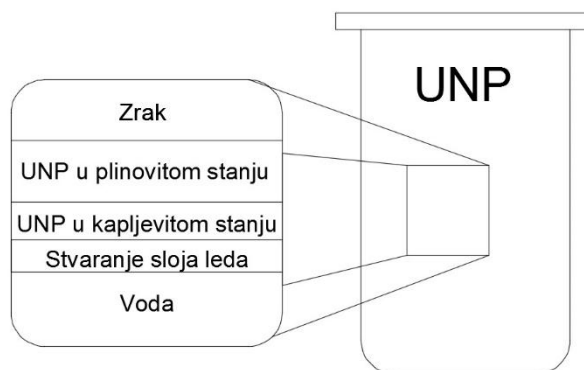 UNP
Zrak
UNP u plinovitom stanju
UNP u kapljevitom stanju
Stvaranje sloja leda
Voda